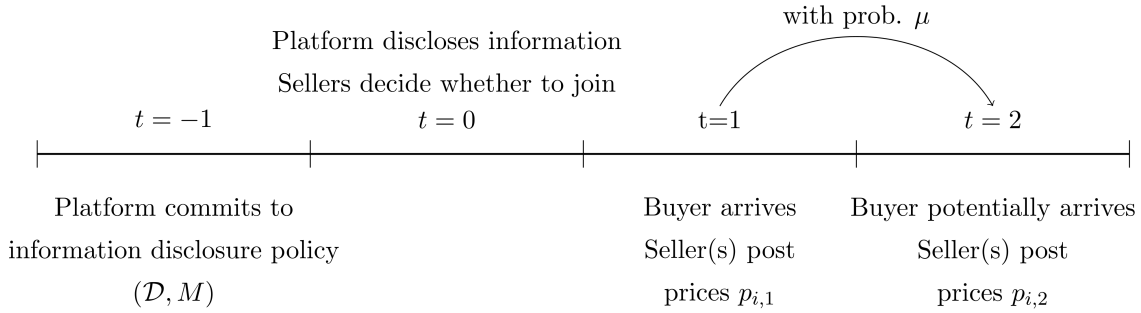 with prob. μ
Platform discloses information
Sellers decide whether to join
t = −1
t = 0
t=1
t = 2
Platform commits to
information disclosure policy
(𝒟, M)
Buyer arrives
Seller(s) post
prices p_{i,1}
Buyer potentially arrives
Seller(s) post
prices p_{i,2}